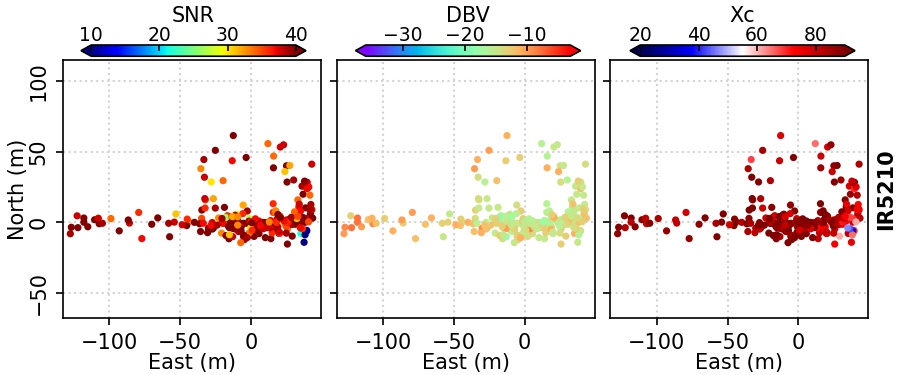 SNR DBV Xc
10 20 30 40 −30 −20 −10 20 40 60 80
100
50
0
−50
North (m)
IR5210
−100 −50 0 −100 −50 0 −100 −50 0
East (m) East (m) East (m)